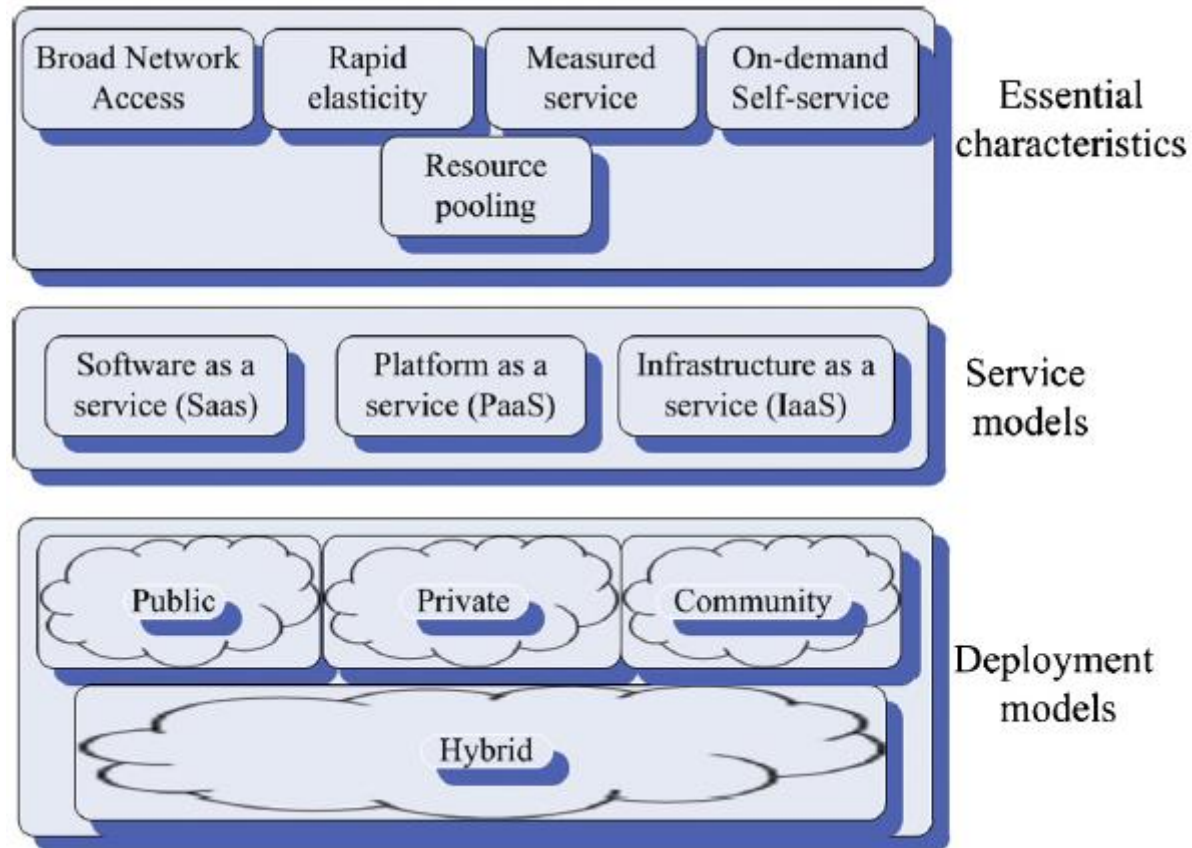 Broad Network
Access
Rapid
elasticity
Measured
service
On-demand
Self-service
Resource
pooling
Essential
characteristics
Software as a
service (Saas)
Platform as a
service (PaaS)
Infrastructure as a
service (IaaS)
Service
models
Public
Private
Community
Hybrid
Deployment
models